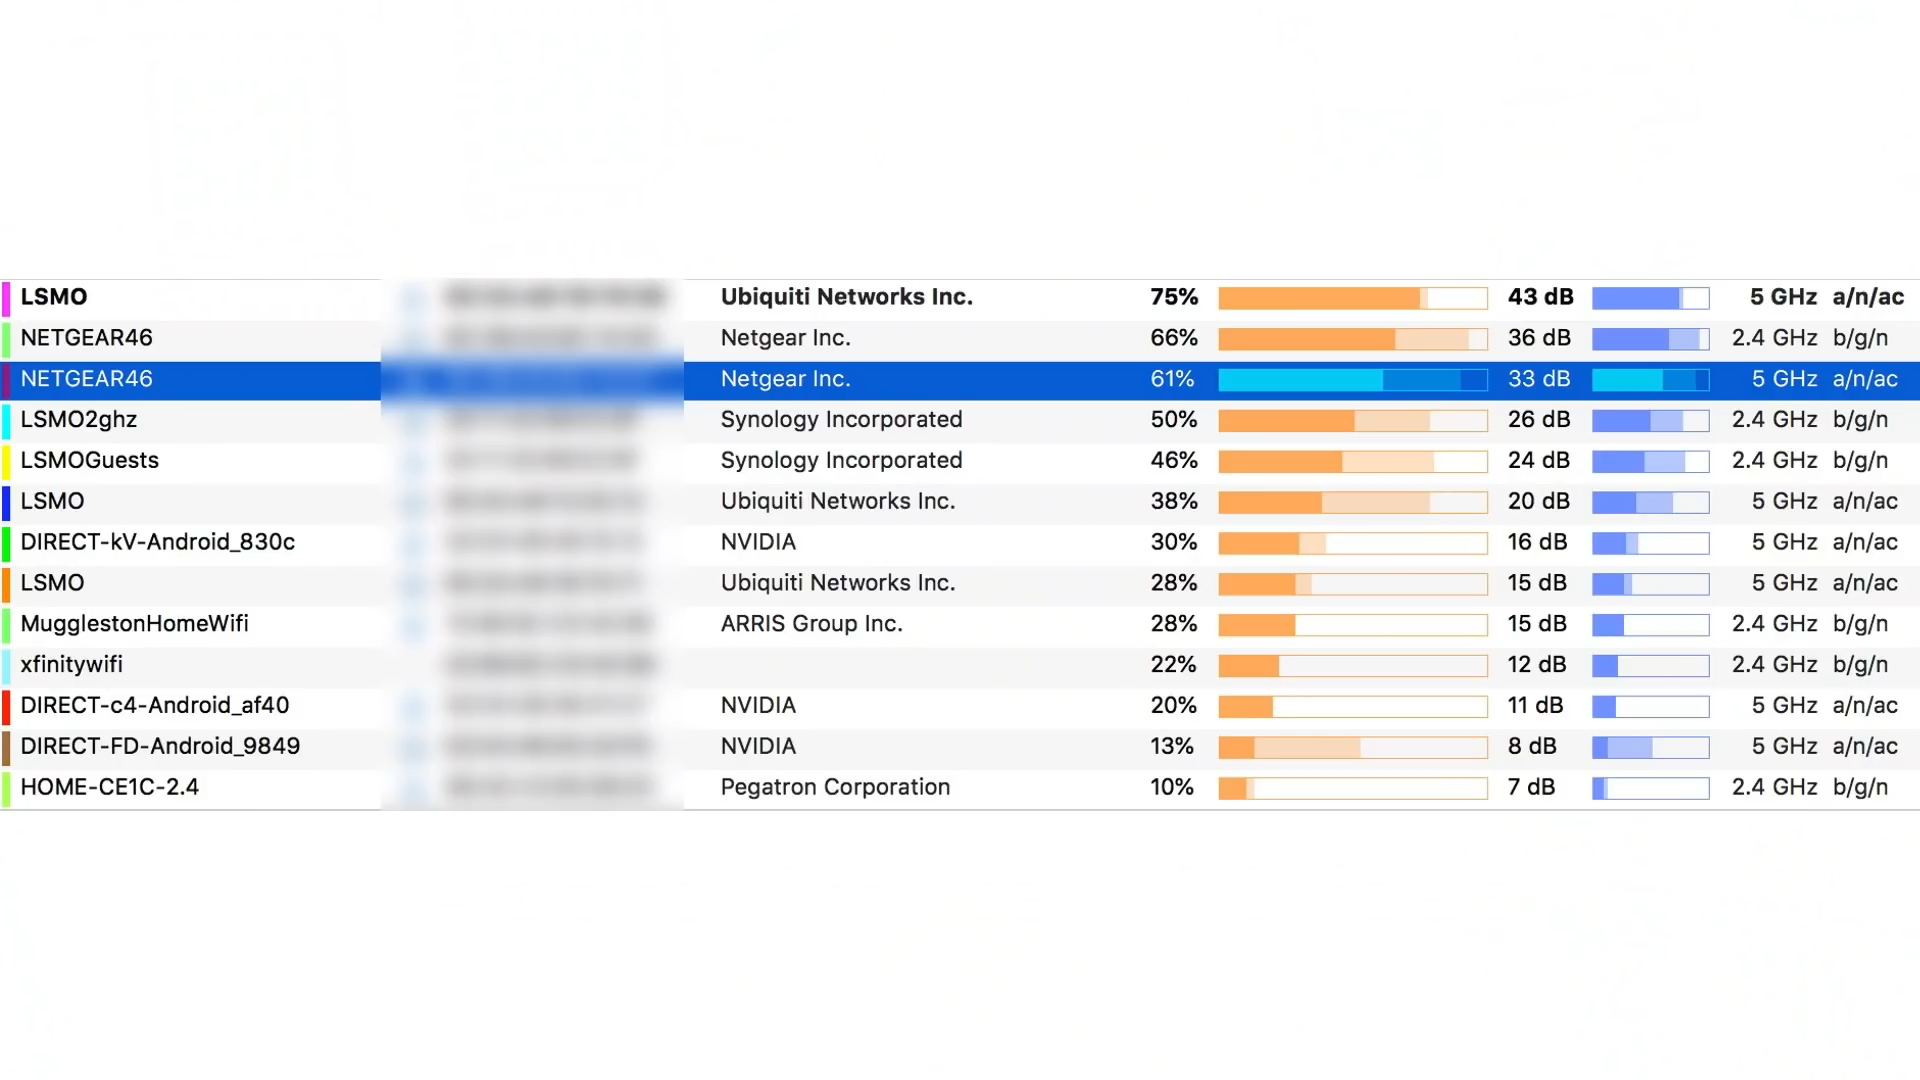 LSMO Ubiquiti Networks Inc. 75% 43 dB 5 GHz a/n/ac
NETGEAR46 Netgear Inc. 66% 36 dB 2.4 GHz b/g/n
NETGEAR46 Netgear Inc. 61% 33 dB 5 GHz a/n/ac
LSMO2ghz Synology Incorporated 50% 26 dB 2.4 GHz b/g/n
LSMOGuests Synology Incorporated 46% 24 dB 2.4 GHz b/g/n
LSMO Ubiquiti Networks Inc. 38% 20 dB 5 GHz a/n/ac
DIRECT-kV-Android_830c NVIDIA 30% 16 dB 5 GHz a/n/ac
LSMO Ubiquiti Networks Inc. 28% 15 dB 5 GHz a/n/ac
MugglestonHomeWifi ARRIS Group Inc. 28% 15 dB 2.4 GHz b/g/n
xfinitywifi 22% 12 dB 2.4 GHz b/g/n
DIRECT-c4-Android_af40 NVIDIA 20% 11 dB 5 GHz a/n/ac
DIRECT-FD-Android_9849 NVIDIA 13% 8 dB 5 GHz a/n/ac
HOME-CE1C-2.4 Pegatron Corporation 10% 7 dB 2.4 GHz b/g/n